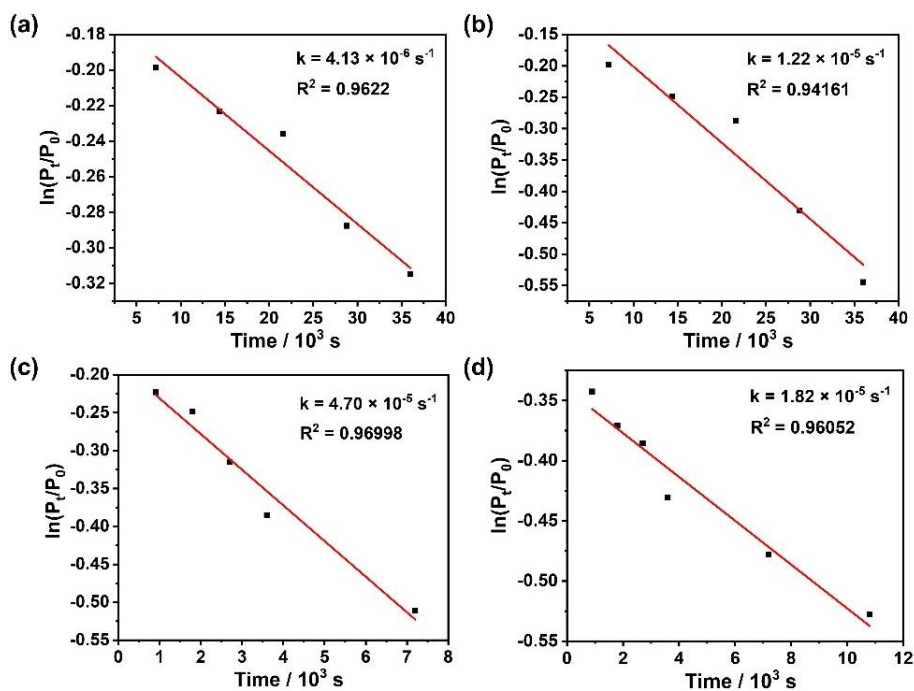 (a)
k = 4.13 × 10⁻⁶ s⁻¹
R² = 0.9622
ln(Pₜ/P₀)
-0.18
-0.20
-0.22
-0.24
-0.26
-0.28
-0.30
-0.32
5 10 15 20 25 30 35 40
Time / 10³ s
(b)
k = 1.22 × 10⁻⁵ s⁻¹
R² = 0.94161
ln(Pₜ/P₀)
-0.15
-0.20
-0.25
-0.30
-0.35
-0.40
-0.45
-0.50
-0.55
5 10 15 20 25 30 35 40
Time / 10³ s
(c)
k = 4.70 × 10⁻⁵ s⁻¹
R² = 0.96998
ln(Pₜ/P₀)
-0.20
-0.25
-0.30
-0.35
-0.40
-0.45
-0.50
-0.55
0 1 2 3 4 5 6 7 8
Time / 10³ s
(d)
k = 1.82 × 10⁻⁵ s⁻¹
R² = 0.96052
ln(Pₜ/P₀)
-0.35
-0.40
-0.45
-0.50
-0.55
0 2 4 6 8 10 12
Time / 10³ s